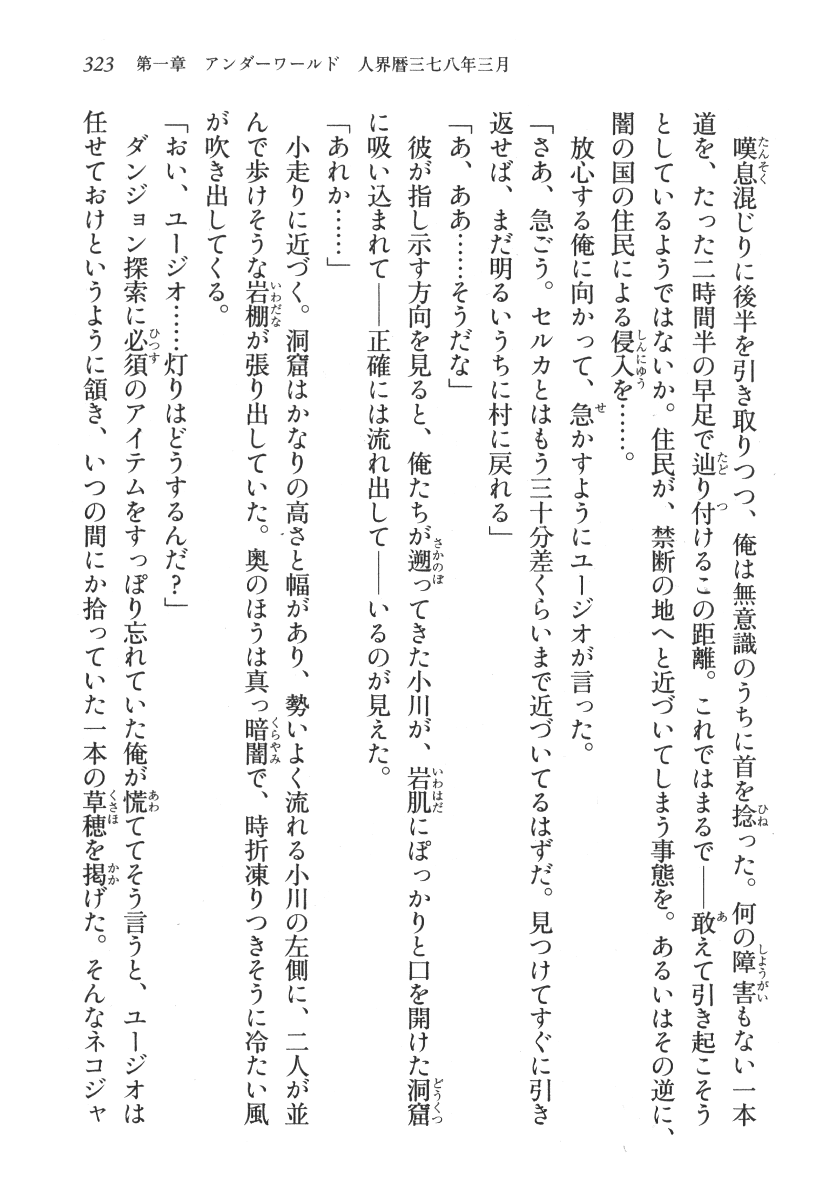 323 第一章 アンダーワールド 人界暦三七八年三月
嘆息混じりに後半を引き取りつつ、俺は無意識のうちに首を捻った。何の障害もない一本
道を、たった二時間半の早足で辿り付けるこの距離。これではまるで――敢えて引き起こそう
としているようではないか。住民が、禁断の地へと近づいてしまう事態を。あるいはその逆に、
闇の国の住民による侵入を……。
放心する俺に向かって、急かすようにユージオが言った。
「さあ、急ごう。セルカとはもう三十分差くらいまで近づいてるはずだ。見つけてすぐに引き
返せば、まだ明るいうちに村に戻れる」
「あ、ああ……そうだな」
彼が指し示す方向を見ると、俺たちが遡ってきた小川が、岩肌にぽっかりと口を開けた洞窟
に吸い込まれて――正確には流れ出して――いるのが見えた。
「あれか……」
小走りに近づく。洞窟はかなりの高さと幅があり、勢いよく流れる小川の左側に、二人が並
んで歩けそうな岩棚が張り出していた。奥のほうは真っ暗闇で、時折凍りつきそうに冷たい風
が吹き出してくる。
「おい、ユージオ……灯りはどうするんだ？」
ダンジョン探索に必須のアイテムをすっぽり忘れていた俺が慌ててそう言うと、ユージオは
任せておけというように頷き、いつの間にか拾っていた一本の草穂を掲げた。そんなネコジャ